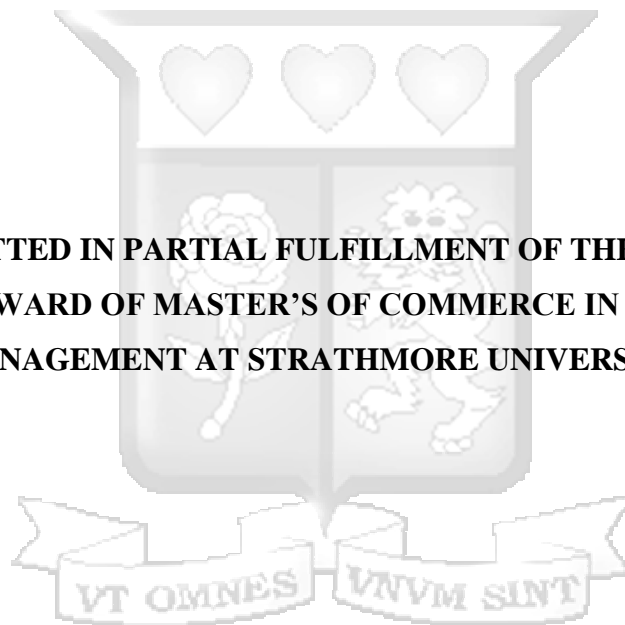 TTED IN PARTIAL FULFILLMENT OF THE
WARD OF MASTER’S OF COMMERCE IN
NAGEMENT AT STRATHMORE UNIVERS
VT OMNES VNVM SINT